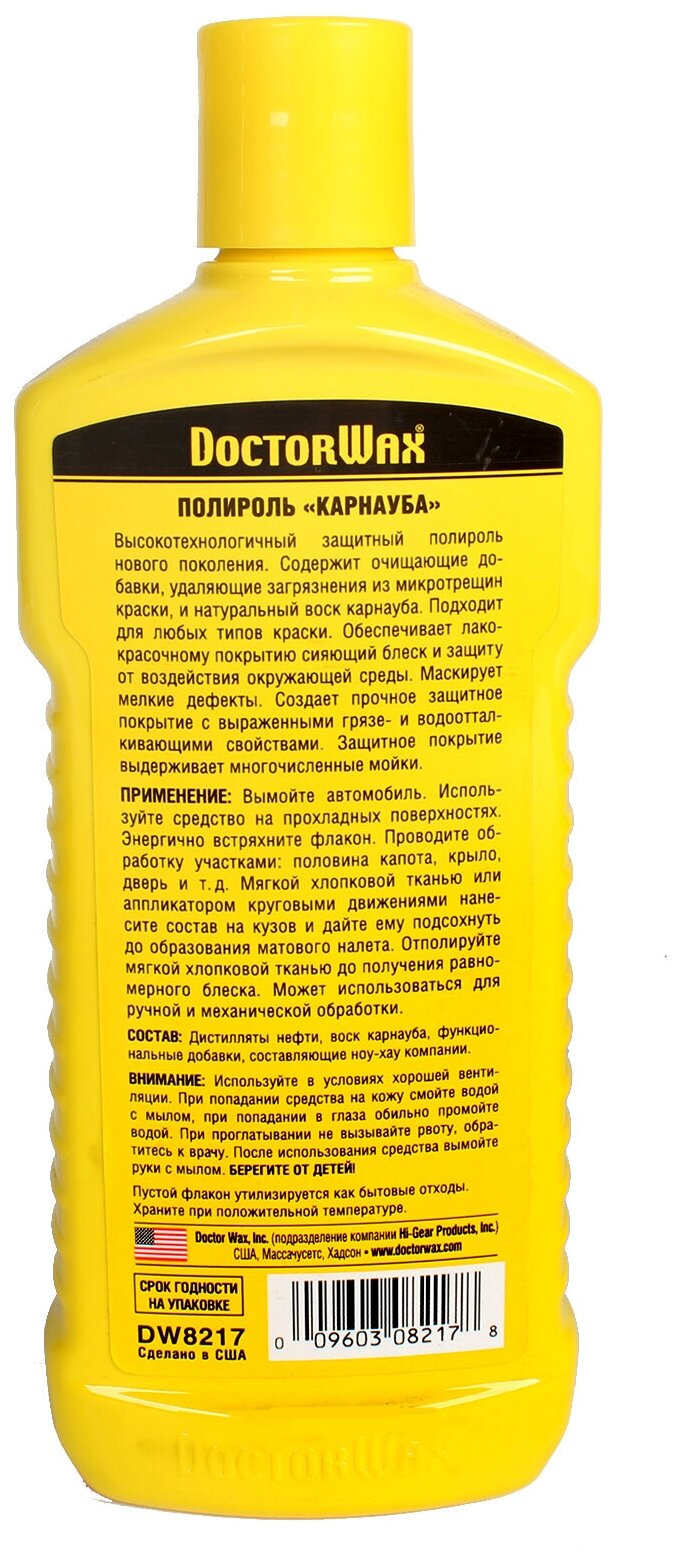 DOCTORWAX®
ПОЛИРОЛЬ «КАРНАУБА»
Высокотехнологичный защитный полироль
нового поколения. Содержит очищающие до-
бавки, удаляющие загрязнения из микротрещин
краски, и натуральный воск карнауба. Подходит
для любых типов краски. Обеспечивает лако-
красочному покрытию сияющий блеск и защиту
от воздействия окружающей среды. Маскирует
мелкие дефекты. Создает прочное защитное
покрытие с выраженными грязе- и водооттал-
кивающими свойствами. Защитное покрытие
выдерживает многочисленные мойки.
ПРИМЕНЕНИЕ: Вымойте автомобиль. Исполь-
зуйте средство на прохладных поверхностях.
Энергично встряхните флакон. Проводите об-
работку участками: половина капота, крыло,
дверь и т.д. Мягкой хлопковой тканью или
аппликатором круговыми движениями нане-
сите состав на кузов и дайте ему подсохнуть
до образования матового налета. Отполируйте
мягкой хлопковой тканью до получения равно-
мерного блеска. Может использоваться для
ручной и механической обработки.
СОСТАВ: Дистилляты нефти, воск карнауба, функцио-
нальные добавки, составляющие ноу-хау компании.
ВНИМАНИЕ: Используйте в условиях хорошей венти-
ляции. При попадании средства на кожу смойте водой
с мылом, при попадании в глаза обильно промойте
водой. При проглатывании не вызывайте рвоту, обра-
титесь к врачу. После использования средства вымойте
руки с мылом. БЕРЕГИТЕ ОТ ДЕТЕЙ!
Пустой флакон утилизируется как бытовые отходы.
Храните при положительной температуре.
Doctor Wax, Inc. (подразделение компании Hi-Gear Products, Inc.)
США, Массачусетс, Хадсон • www.doctorwax.com
СРОК ГОДНОСТИ
НА УПАКОВКЕ
DW8217
Сделано в США
0 09603 08217 8
DOCTORWAX